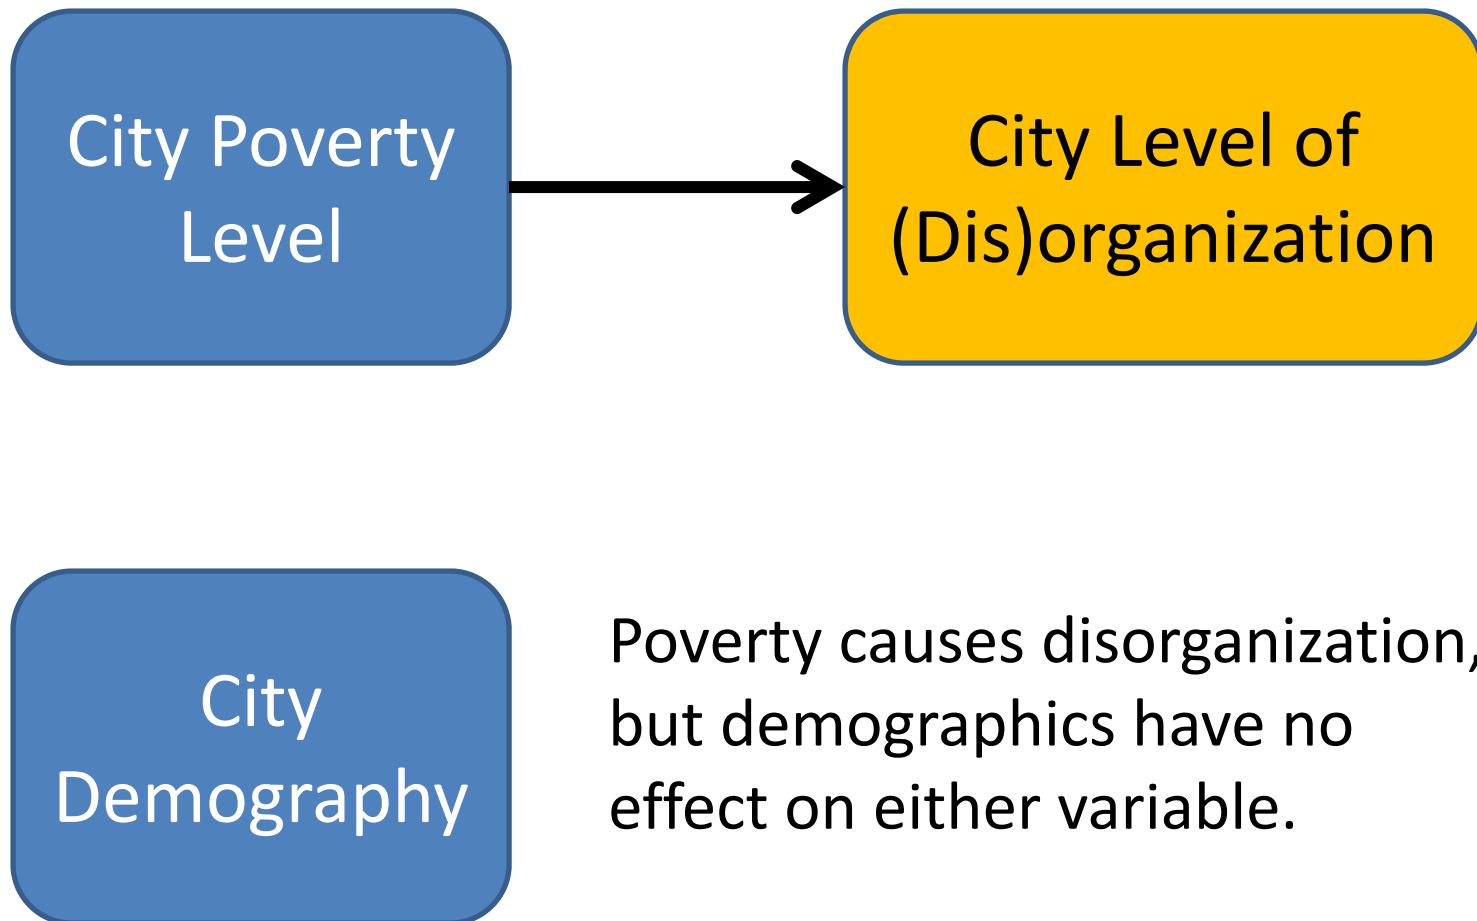 City Poverty
Level
City Level of
(Dis)organization
City
Demography
Poverty causes disorganization,
but demographics have no
effect on either variable.